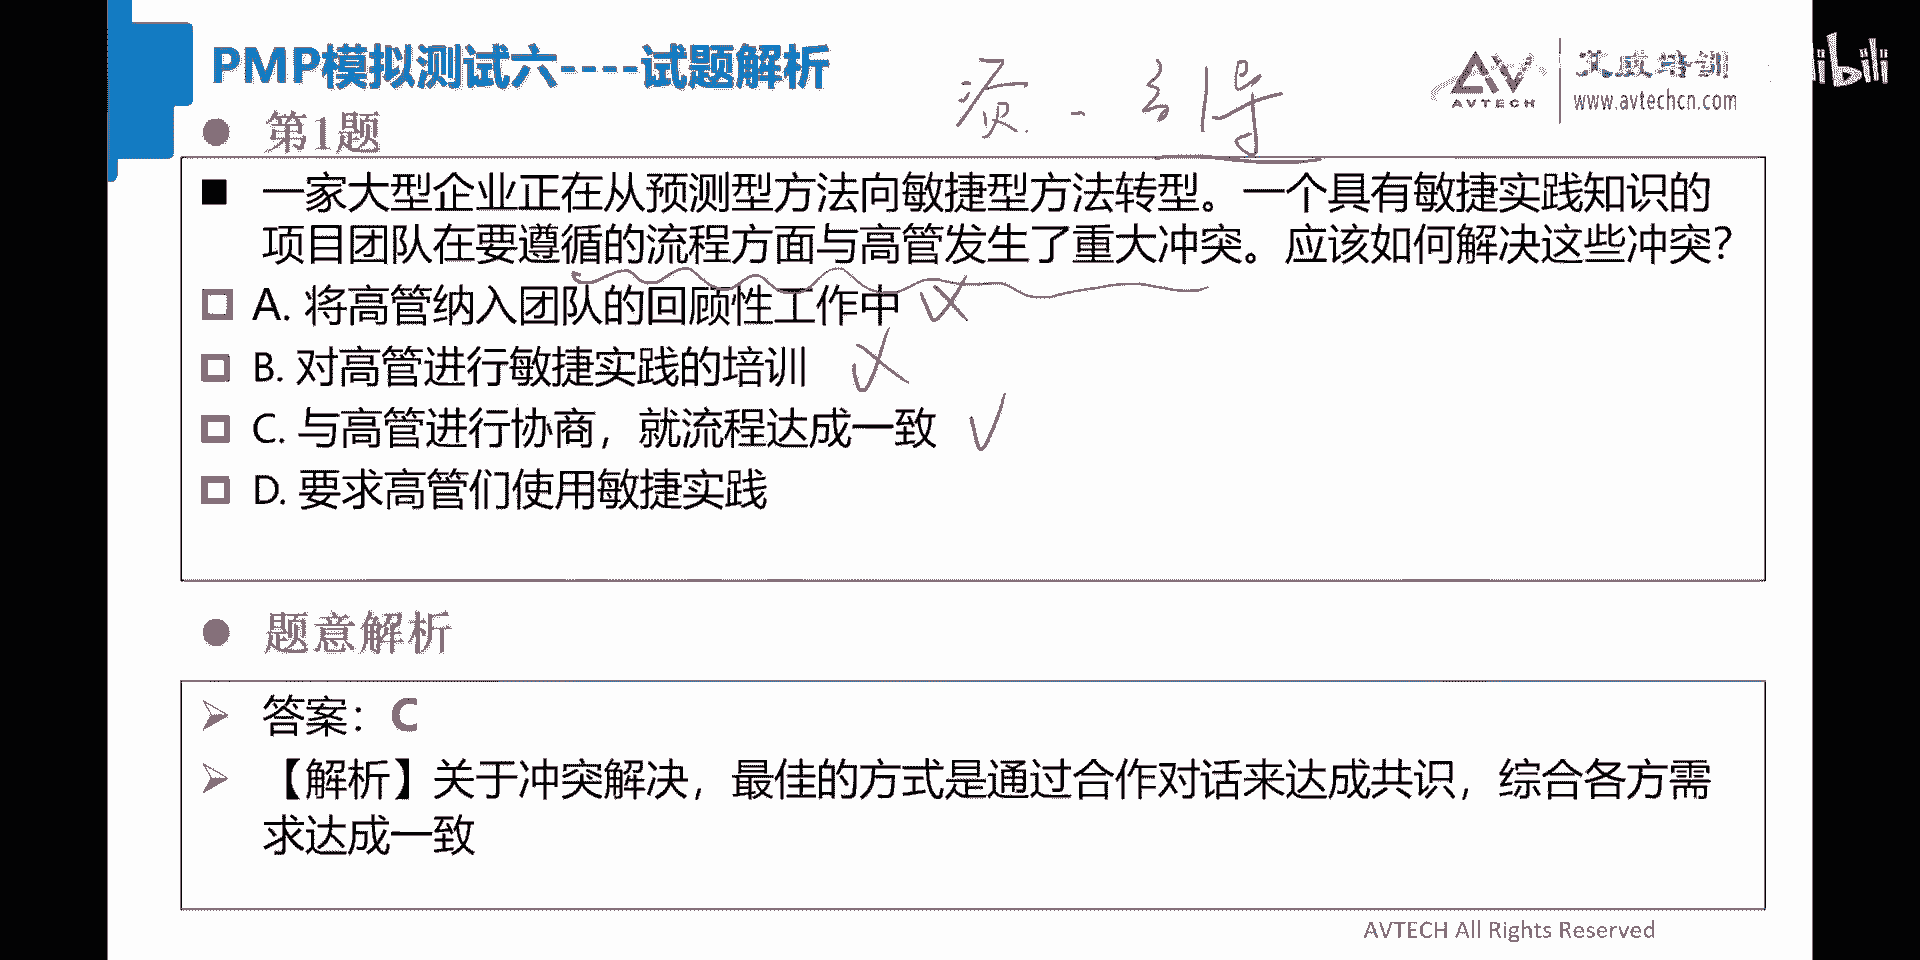 PMP模拟测试六----试题解析
AVTECH
艾威培训
www.avtechcn.com
第1题
一家大型企业正在从预测型方法向敏捷型方法转型。一个具有敏捷实践知识的
项目团队在要遵循的流程方面与高管发生了重大冲突。应该如何解决这些冲突？
A. 将高管纳入团队的回顾性工作中
B. 对高管进行敏捷实践的培训
C. 与高管进行协商，就流程达成一致
D. 要求高管们使用敏捷实践
题意解析
答案：C
【解析】关于冲突解决，最佳的方式是通过合作对话来达成共识，综合各方需
求达成一致
AVTECH All Rights Reserved